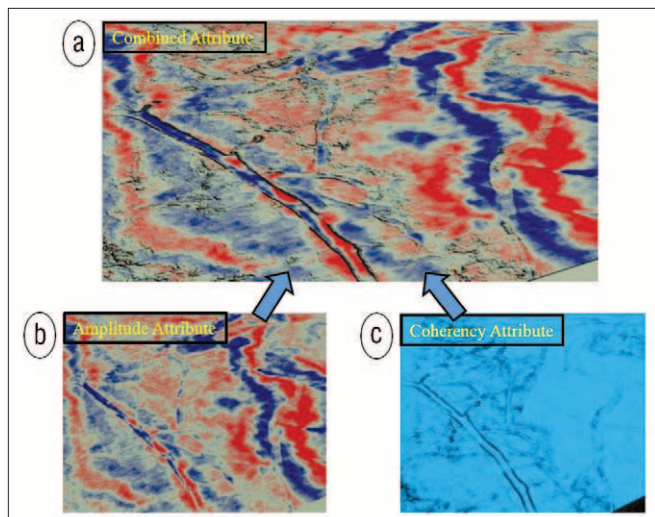 a
Combined Attribute
b
Amplitude Attribute
c
Coherency Attribute